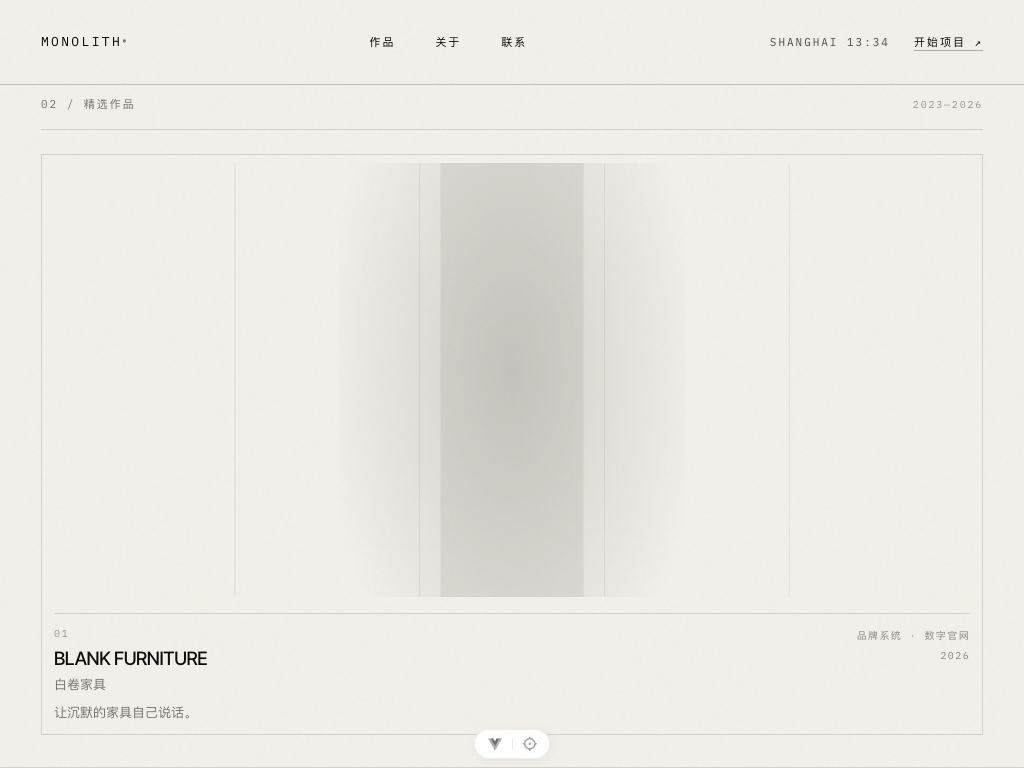 MONOLITH
作品
关于
联系
SHANGHAI 13:34
开始项目 ↗
02 / 精选作品
2023—2026
01
品牌系统 · 数字官网
BLANK FURNITURE
2026
白卷家具
让沉默的家具自己说话。